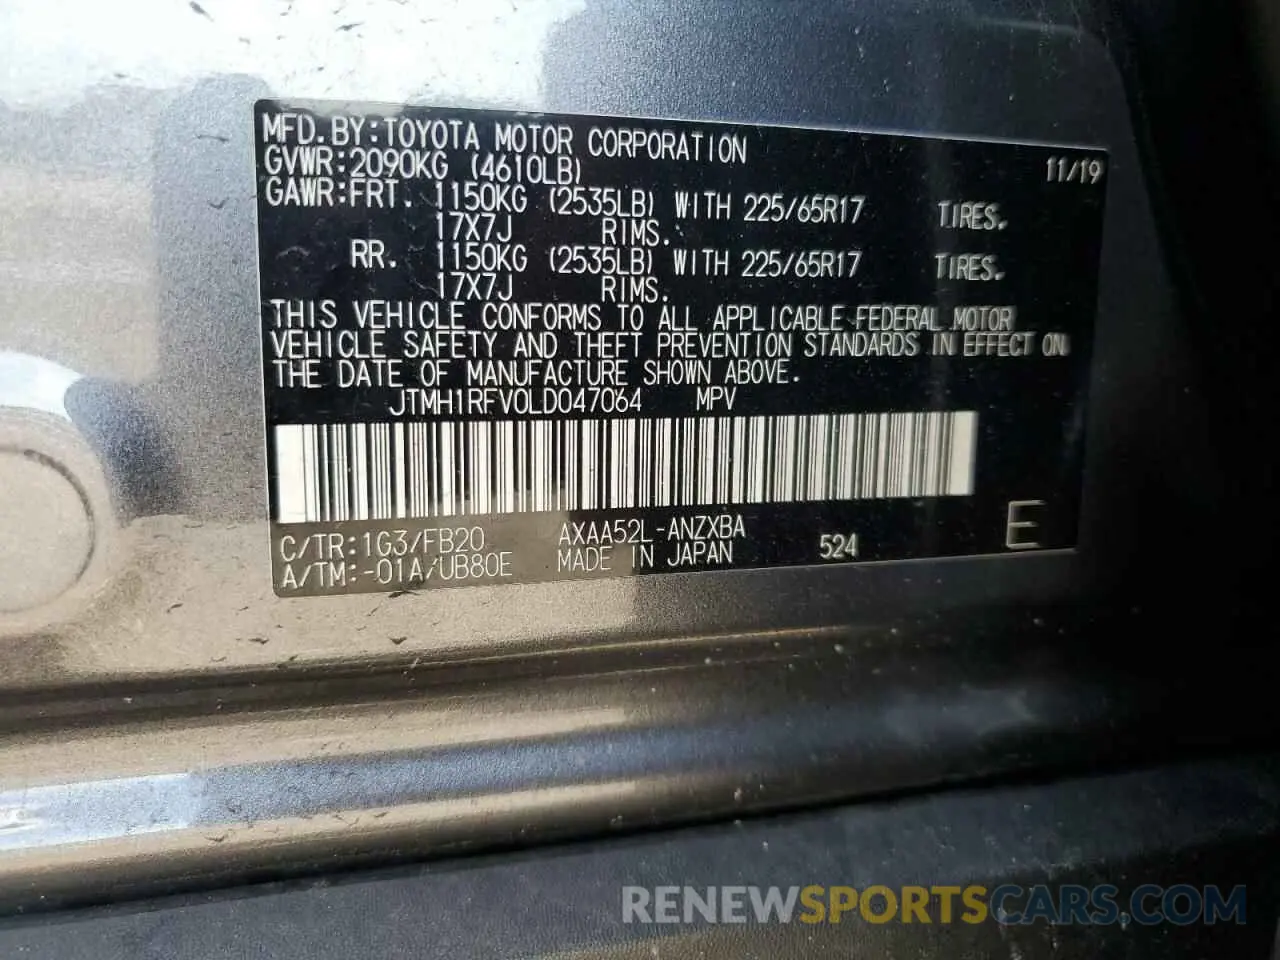 MFD.BY:TOYOTA MOTOR CORPORATION 11/19
GVWR:2090KG (4610LB)
GAWR:FRT. 1150KG (2535LB) WITH 225/65R17 TIRES.
17X7J RIMS.
RR. 1150KG (2535LB) WITH 225/65R17 TIRES.
17X7J RIMS.
THIS VEHICLE CONFORMS TO ALL APPLICABLE FEDERAL MOTOR
VEHICLE SAFETY AND THEFT PREVENTION STANDARDS IN EFFECT ON
THE DATE OF MANUFACTURE SHOWN ABOVE.
JTMH1RFV0LD047064 MPV
C/TR:1G3/FB20 AXAA52L-ANZXBA
A/TM:-01A/UB80E MADE IN JAPAN 524 E
RENEWSPORTSCARS.COM